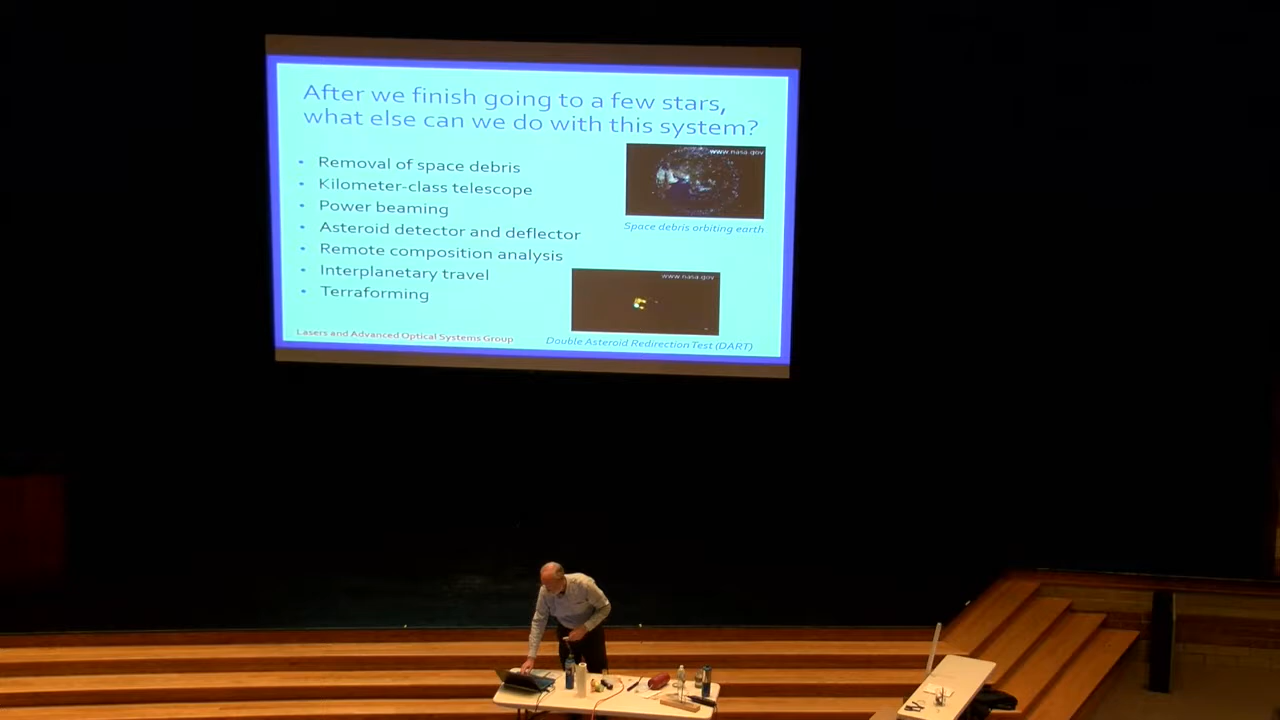 After we finish going to a few stars,
what else can we do with this system?
• Removal of space debris
• Kilometer-class telescope
• Power beaming
• Asteroid detector and deflector
• Remote composition analysis
• Interplanetary travel
• Terraforming
www.nasa.gov
Space debris orbiting earth
www.nasa.gov
Double Asteroid Redirection Test (DART)
Lasers and Advanced Optical Systems Group